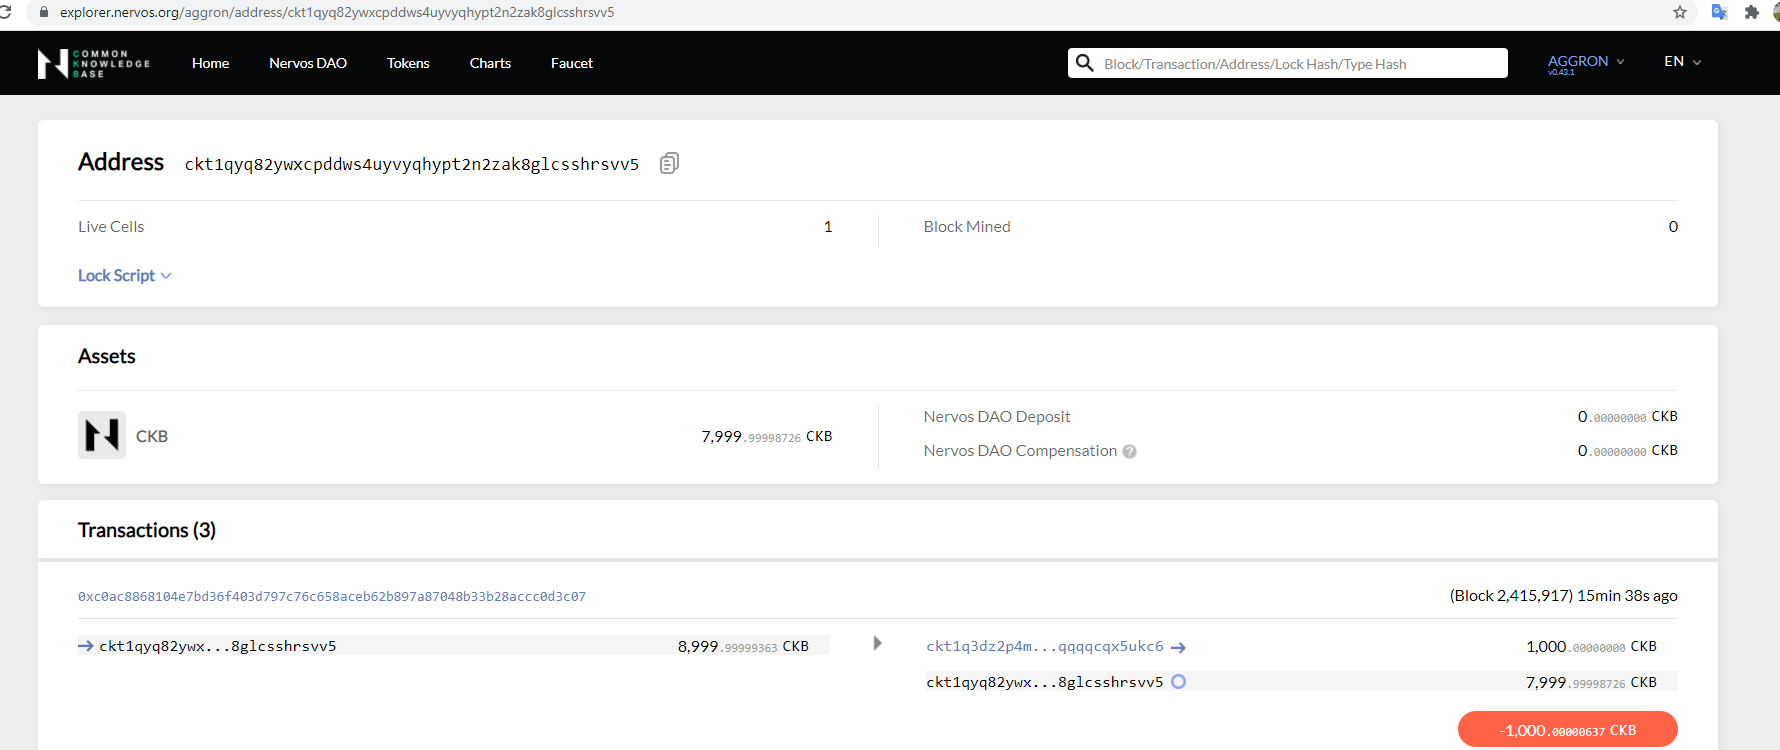 explorer.nervos.org/aggron/address/ckt1qyq82ywxcpddws4uyvyqhypt2n2zak8glcsshrsvv5
COMMON KNOWLEDGE BASE
Home Nervos DAO Tokens Charts Faucet
Block/Transaction/Address/Lock Hash/Type Hash
AGGRON
v0.43.1
EN
Address ckt1qyq82ywxcpddws4uyvyqhypt2n2zak8glcsshrsvv5
Live Cells 1
Block Mined 0
Lock Script
Assets
CKB 7,999.99998726 CKB
Nervos DAO Deposit 0.00000000 CKB
Nervos DAO Compensation ? 0.00000000 CKB
Transactions (3)
0xc0ac8868104e7bd36f403d797c76c658aceb62b897a87048b33b28accc0d3c07 (Block 2,415,917) 15min 38s ago
ckt1qyq82ywx...8glcsshrsvv5 8,999.99999363 CKB
ckt1q3dz2p4m...qqqqcqx5ukc6 1,000.00000000 CKB
ckt1qyq82ywx...8glcsshrsvv5 7,999.99998726 CKB
-1,000.00000637 CKB